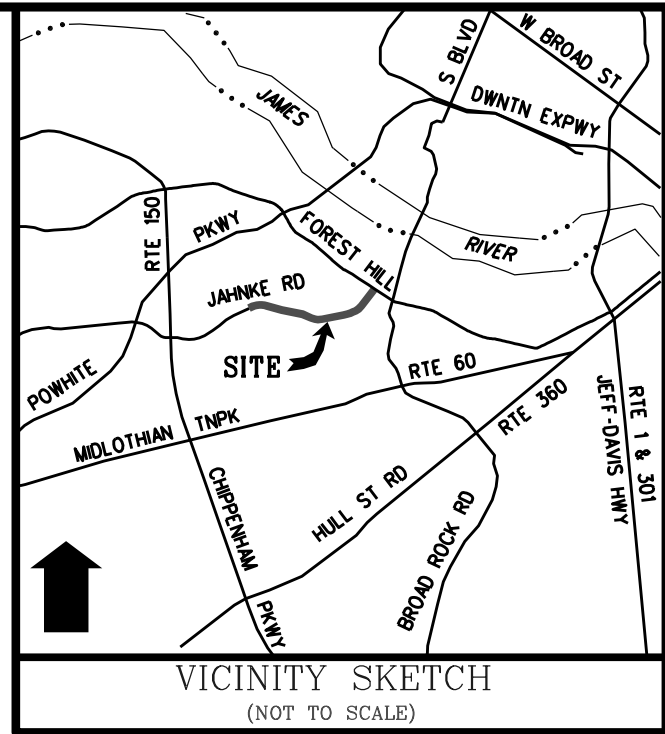 W BROAD ST
S BLVD
DWNTN EXPWY
JAMES
RIVER
RTE 150
PKWY
FOREST HILL
JAHNKE RD
SITE
POWHITE
RTE 60
MIDLOTHIAN TNPK
RTE 360
RTE 1 & 301
JEFF-DAVIS HWY
HULL ST RD
CHIPPENHAM PKWY
BROAD ROCK RD
VICINITY SKETCH
(NOT TO SCALE)